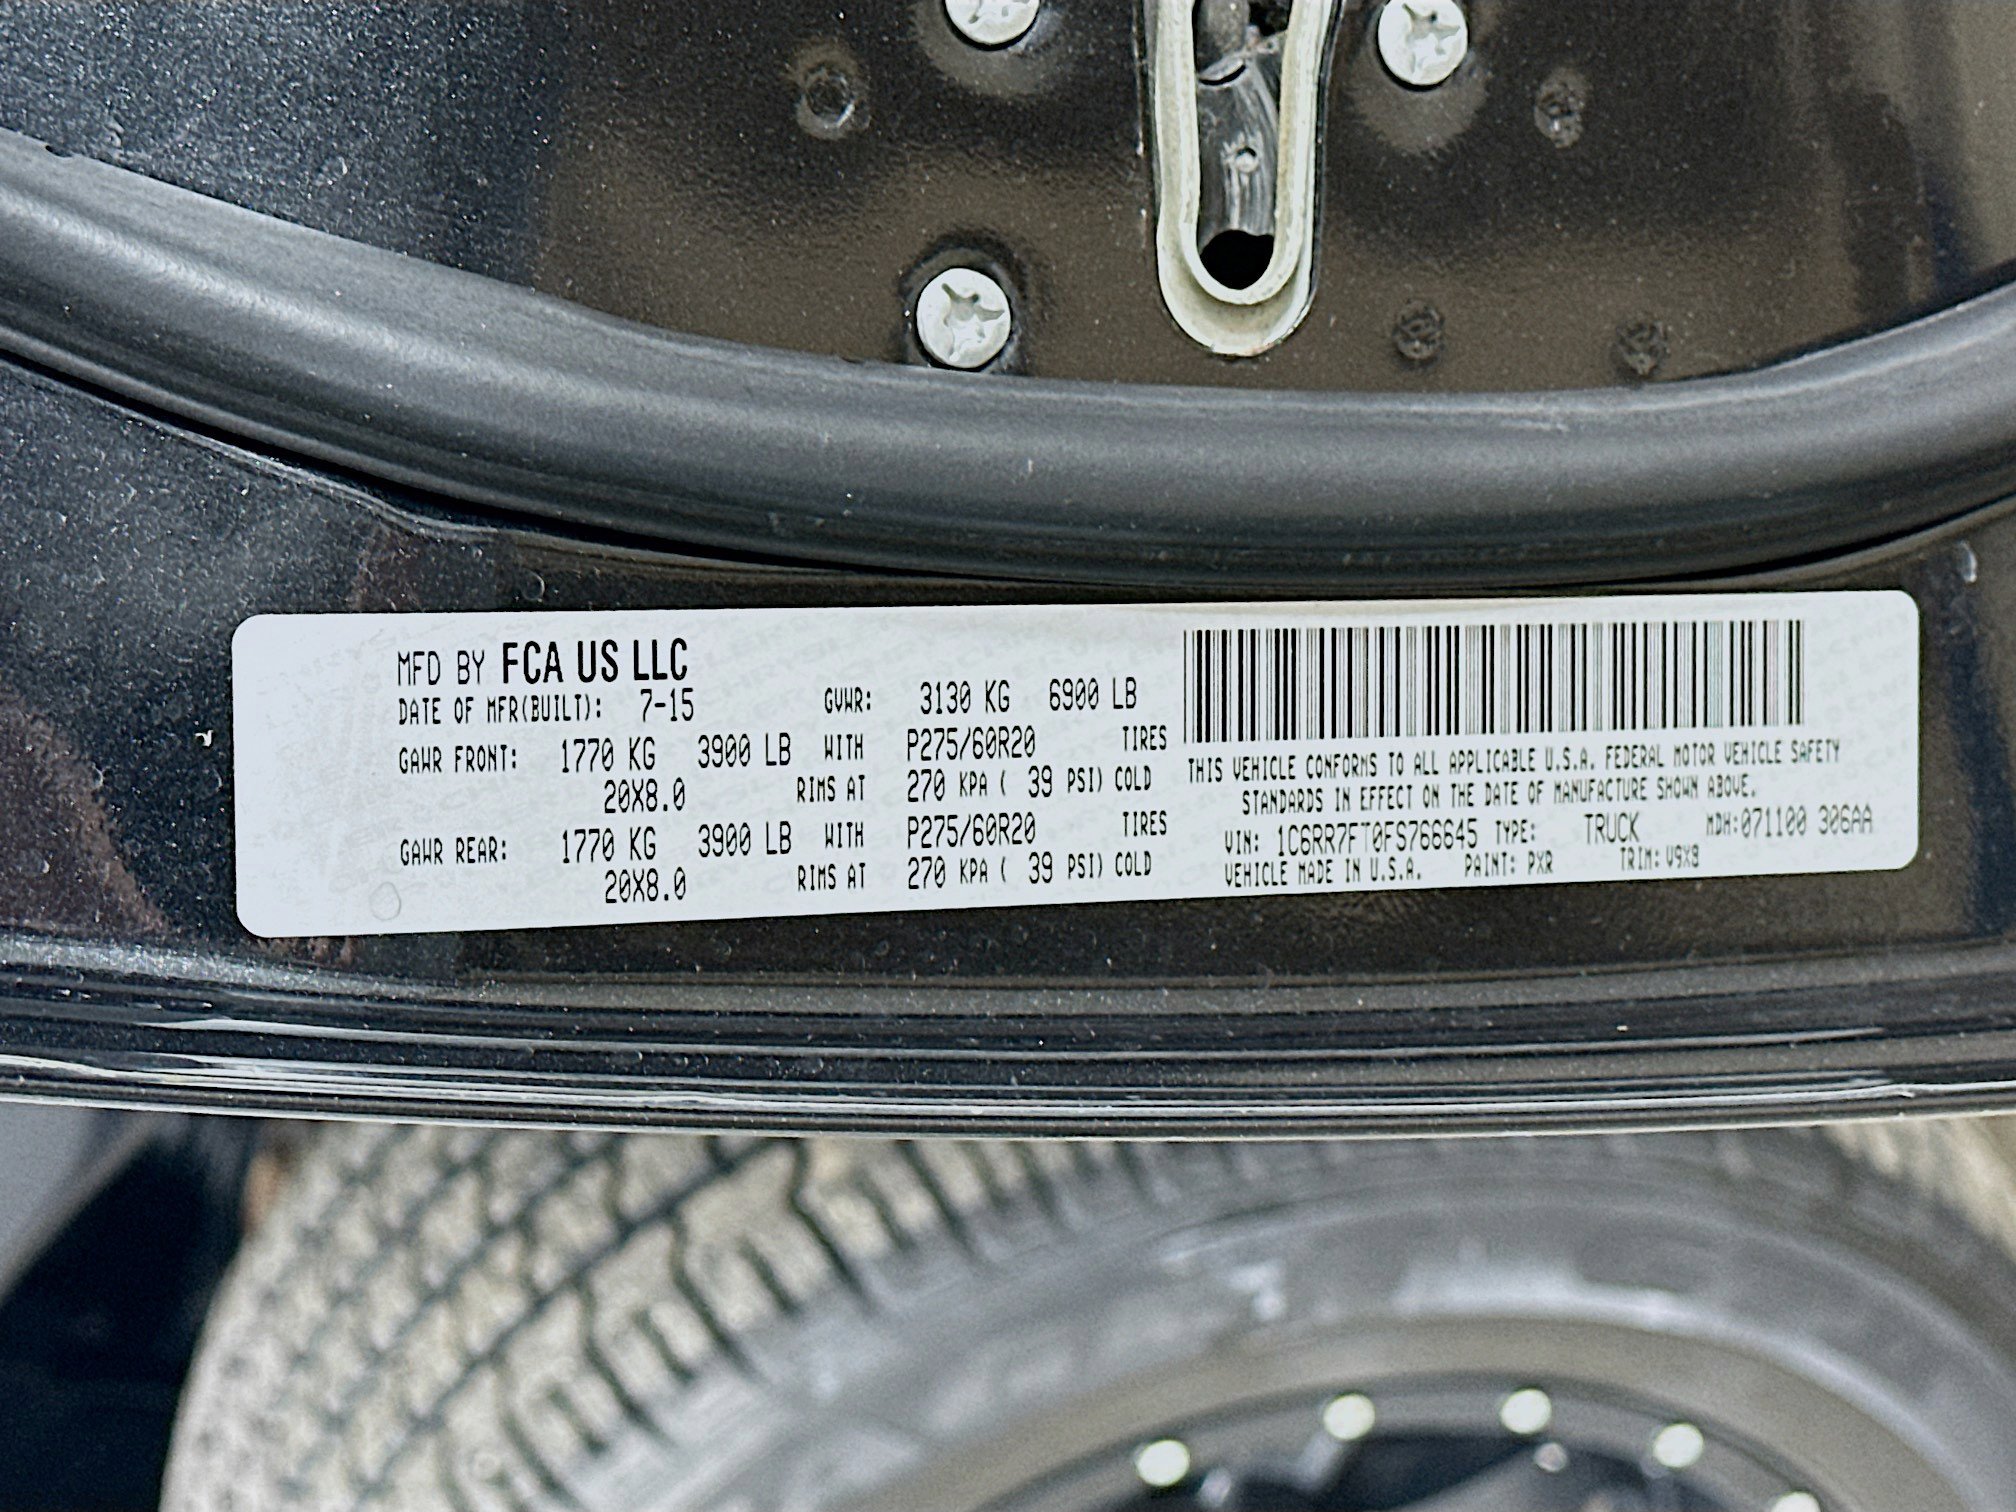 MFD BY FCA US LLC
DATE OF MFR(BUILT): 7-15 GVWR: 3130 KG 6900 LB
GAWR FRONT: 1770 KG 3900 LB WITH P275/60R20 TIRES
20X8.0 RIMS AT 270 KPA ( 39 PSI) COLD
GAWR REAR: 1770 KG 3900 LB WITH P275/60R20 TIRES
20X8.0 RIMS AT 270 KPA ( 39 PSI) COLD
THIS VEHICLE CONFORMS TO ALL APPLICABLE U.S.A. FEDERAL MOTOR VEHICLE SAFETY
STANDARDS IN EFFECT ON THE DATE OF MANUFACTURE SHOWN ABOVE.
VIN: 1C6RR7FT0FS766645 TYPE: TRUCK MDH:071100 306AA
VEHICLE MADE IN U.S.A. PAINT: PXR TRIM: V9X8